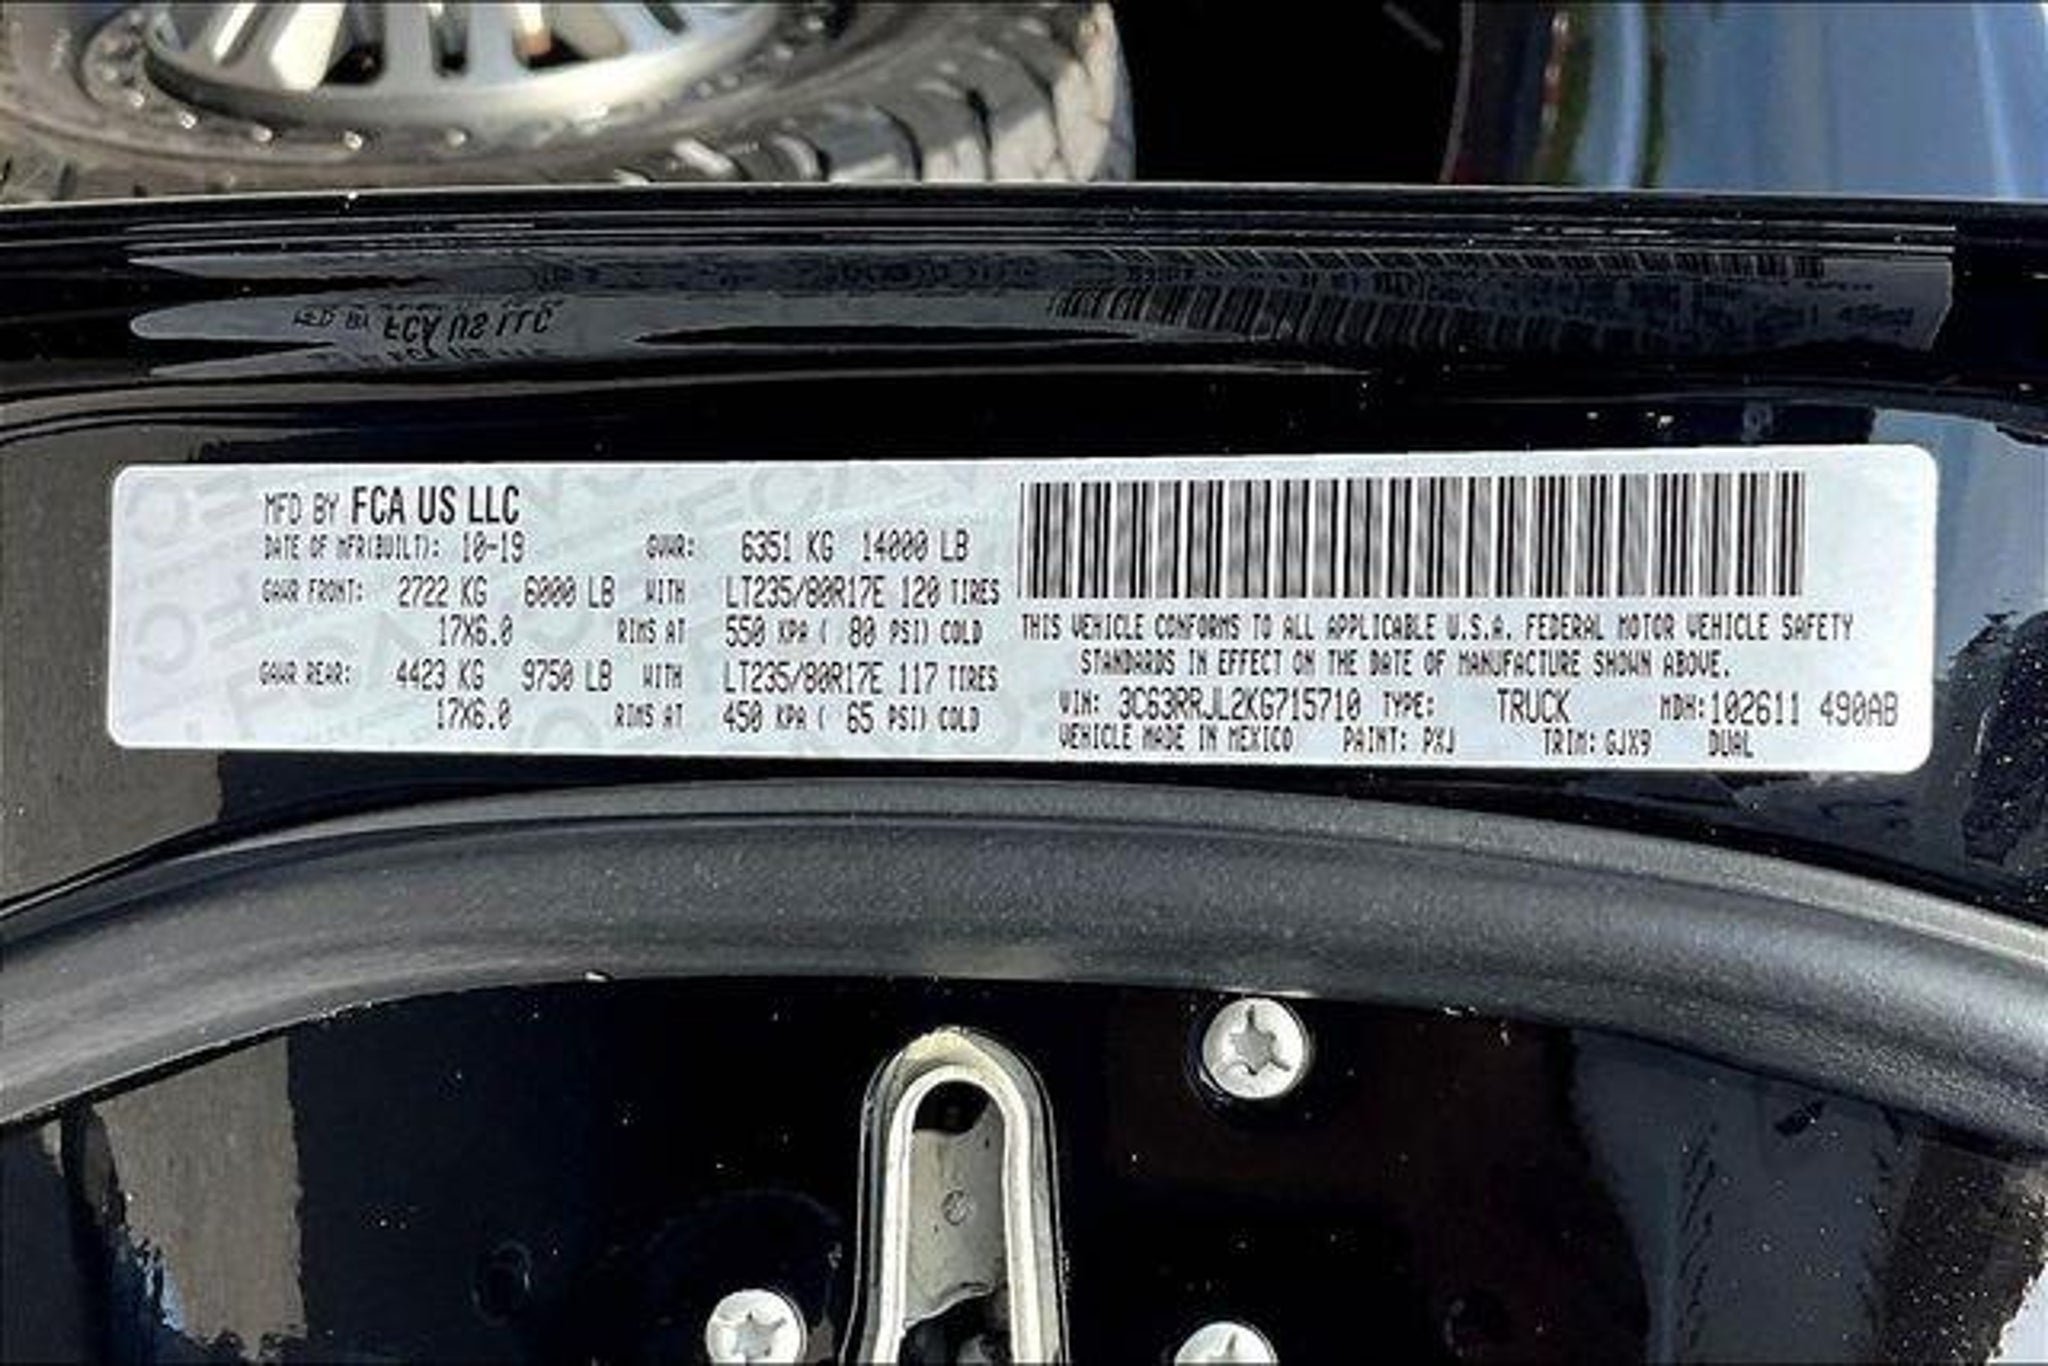 MFD BY FCA US LLC
DATE OF MFR(BUILT): 10-19 GVWR: 6351 KG 14000 LB
GAWR FRONT: 2722 KG 6000 LB WITH LT235/80R17E 120 TIRES
17X6.0 RIMS AT 550 KPA ( 80 PSI) COLD
GAWR REAR: 4423 KG 9750 LB WITH LT235/80R17E 117 TIRES
17X6.0 RIMS AT 450 KPA ( 65 PSI) COLD
THIS VEHICLE CONFORMS TO ALL APPLICABLE U.S.A. FEDERAL MOTOR VEHICLE SAFETY
STANDARDS IN EFFECT ON THE DATE OF MANUFACTURE SHOWN ABOVE.
VIN: 3C63RRJL2KG715710 TYPE: TRUCK MDH:102611 490AB
VEHICLE MADE IN MEXICO PAINT: PXJ TRIM: GJX9 DUAL